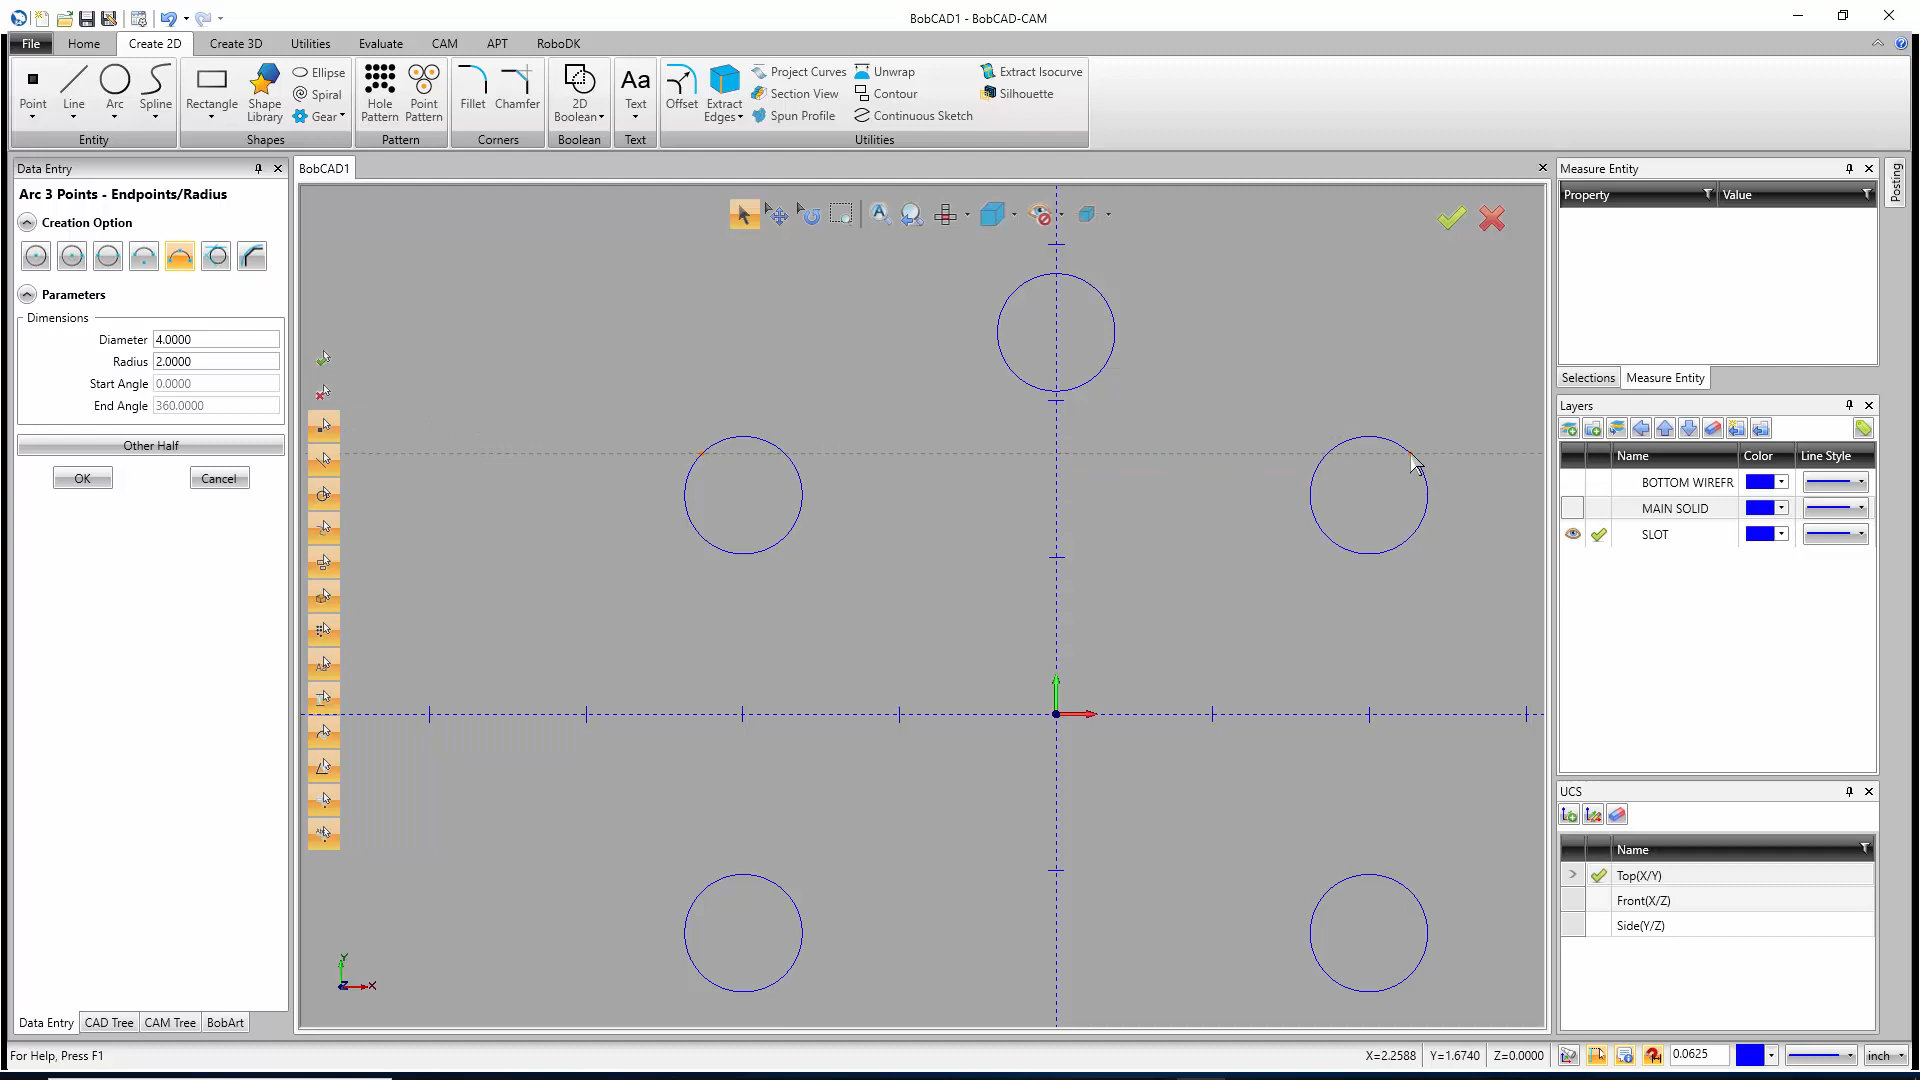 BobCAD1 - BobCAD-CAM
File Home Create 2D Create 3D Utilities Evaluate CAM APT RoboDK
Point Line Arc Spline
Entity
Rectangle Shape Library Ellipse Spiral Gear
Shapes
Hole Pattern Point Pattern
Pattern
Fillet Chamfer
Corners
2D Boolean
Boolean
Aa Text
Text
Offset Extract Edges Project Curves Section View Spun Profile Unwrap Contour Continuous Sketch Extract Isocurve Silhouette
Utilities
Data Entry
Arc 3 Points - Endpoints/Radius
Creation Option
Parameters
Dimensions
Diameter 4.0000
Radius 2.0000
Start Angle 0.0000
End Angle 360.0000
Other Half
OK Cancel
Data Entry CAD Tree CAM Tree BobArt
BobCAD1
Y
Z X
Measure Entity
Property Value
Selections Measure Entity
Posting
Layers
Name Color Line Style
BOTTOM WIREFR
MAIN SOLID
SLOT
UCS
Name
Top(X/Y)
Front(X/Z)
Side(Y/Z)
For Help, Press F1
X=2.2588 Y=1.6740 Z=0.0000 0.0625 inch